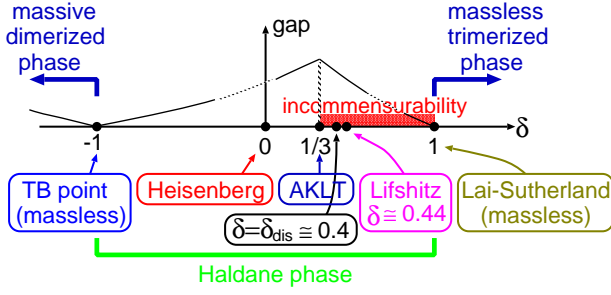 massive
dimerized
phase
gap
massless
trimerized
phase
incommensurability
δ
-1
0
1/3
1
TB point
(massless)
Heisenberg
AKLT
Lifshitz
δ ≅ 0.44
Lai-Sutherland
(massless)
δ=δdis ≅ 0.4
Haldane phase